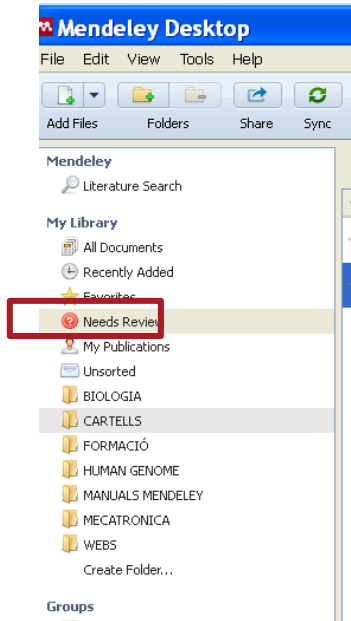 Mendeley Desktop
File Edit View Tools Help
Add Files Folders Share Sync
Mendeley
Literature Search
My Library
All Documents
Recently Added
Favorites
Needs Review
My Publications
Unsorted
BIOLOGIA
CARTELLS
FORMACIÓ
HUMAN GENOME
MANUALS MENDELEY
MECATRONICA
WEBS
Create Folder...
Groups